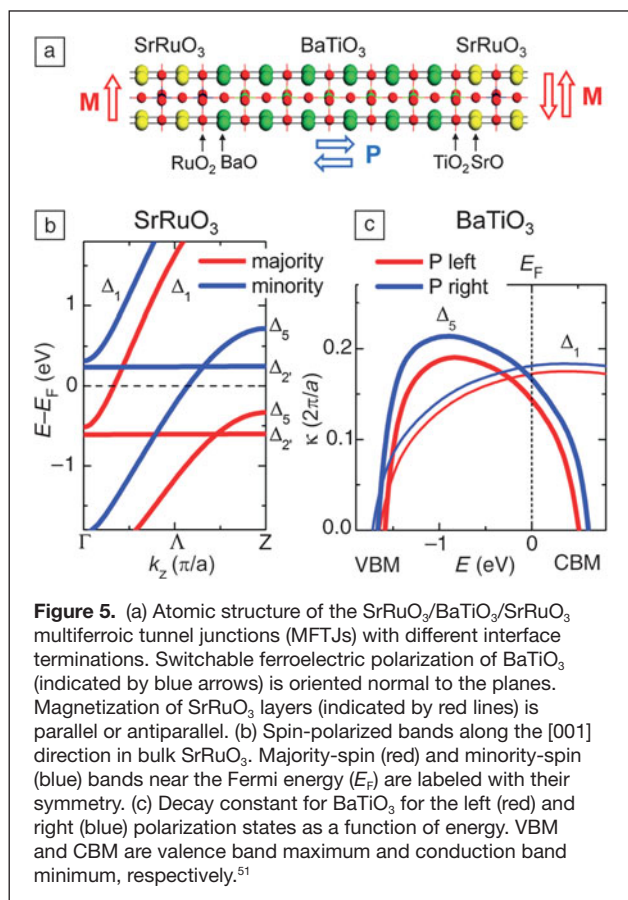 a
SrRuO3 BaTiO3 SrRuO3
M M
P
RuO2 BaO TiO2 SrO
b SrRuO3
majority
minority
Δ1 Δ1
Δ5
Δ2'
Δ5
Δ2'
E–EF (eV)
1
0
−1
Γ Λ Z
kz (π/a)
c BaTiO3
P left EF
P right
Δ5
Δ1
κ (2π/a)
0.2
0.1
0.0
−1 0
VBM E (eV) CBM
Figure 5. (a) Atomic structure of the SrRuO3/BaTiO3/SrRuO3
multiferroic tunnel junctions (MFTJs) with different interface
terminations. Switchable ferroelectric polarization of BaTiO3
(indicated by blue arrows) is oriented normal to the planes.
Magnetization of SrRuO3 layers (indicated by red lines) is
parallel or antiparallel. (b) Spin-polarized bands along the [001]
direction in bulk SrRuO3. Majority-spin (red) and minority-spin
(blue) bands near the Fermi energy (EF) are labeled with their
symmetry. (c) Decay constant for BaTiO3 for the left (red) and
right (blue) polarization states as a function of energy. VBM
and CBM are valence band maximum and conduction band
minimum, respectively.51